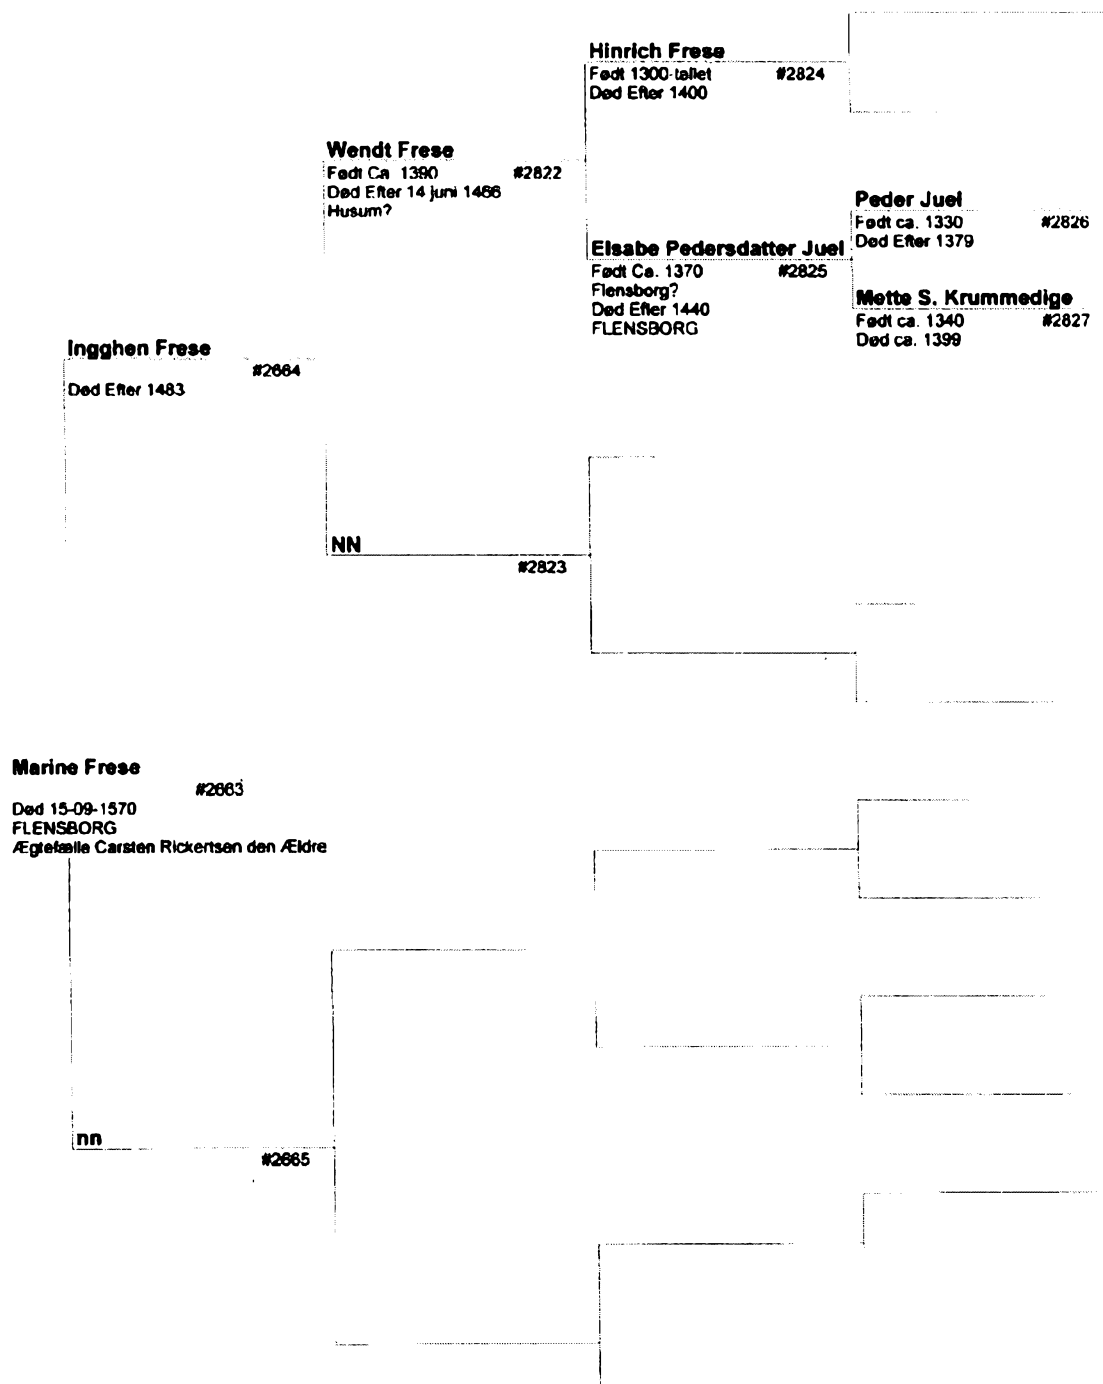 Hinrich Frese
Født 1300-tallet #2824
Død Efter 1400
Wendt Frese
Født Ca 1390 #2822
Død Efter 14 juni 1466
Husum?
Peder Juel
Født ca. 1330 #2826
Død Efter 1379
Elsabe Pedersdatter Juel
Født Ca. 1370 #2825
Flensborg?
Død Efter 1440
FLENSBORG
Mette S. Krummedige
Født ca. 1340 #2827
Død ca. 1399
Ingghen Frese
#2664
Død Efter 1483
NN
#2823
Marine Frese
#2663
Død 15-09-1570
FLENSBORG
Ægtefælle Carsten Rickertsen den Ældre
nn
#2665